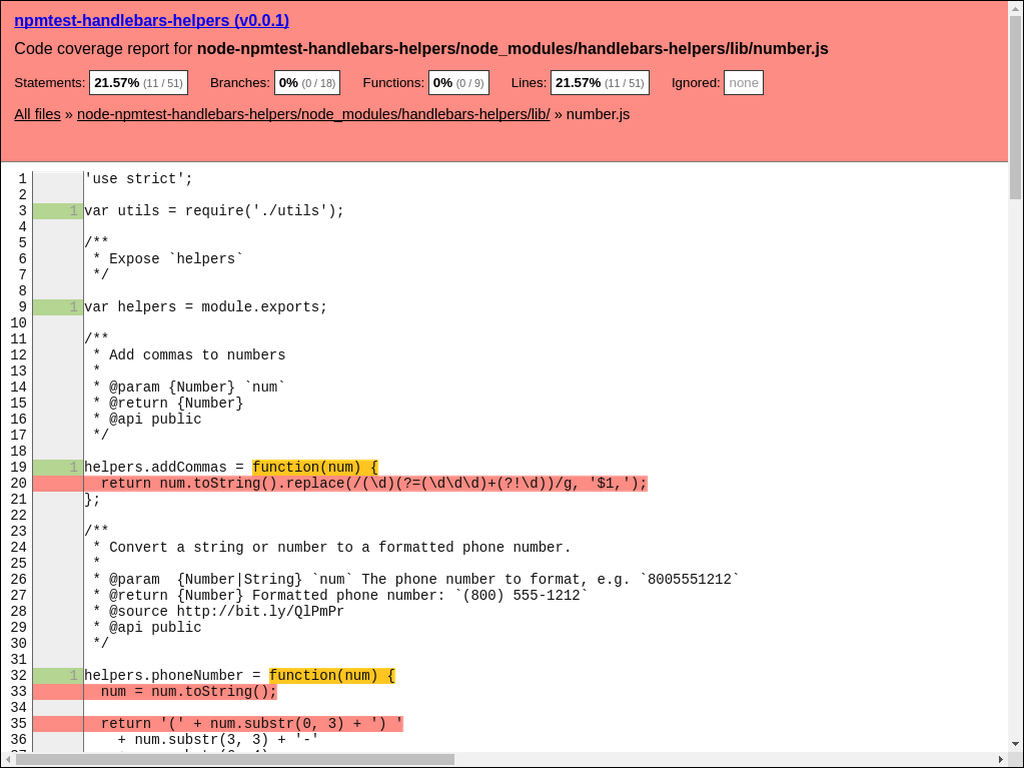 npmtest-handlebars-helpers (v0.0.1)
Code coverage report for node-npmtest-handlebars-helpers/node_modules/handlebars-helpers/lib/number.js
Statements: 21.57% (11 / 51) Branches: 0% (0 / 18) Functions: 0% (0 / 9) Lines: 21.57% (11 / 51) Ignored: none
All files » node-npmtest-handlebars-helpers/node_modules/handlebars-helpers/lib/ » number.js
1 'use strict';
2
3 1 var utils = require('./utils');
4
5 /**
6  * Expose `helpers`
7  */
8
9 1 var helpers = module.exports;
10
11 /**
12  * Add commas to numbers
13  *
14  * @param {Number} `num`
15  * @return {Number}
16  * @api public
17  */
18
19 1 helpers.addCommas = function(num) {
20   return num.toString().replace(/(\d)(?=(\d\d\d)+(?!\d))/g, '$1,');
21 };
22
23 /**
24  * Convert a string or number to a formatted phone number.
25  *
26  * @param  {Number|String} `num` The phone number to format, e.g. `8005551212`
27  * @return {Number} Formatted phone number: `(800) 555-1212`
28  * @source http://bit.ly/QlPmPr
29  * @api public
30  */
31
32 1 helpers.phoneNumber = function(num) {
33   num = num.toString();
34
35   return '(' + num.substr(0, 3) + ') '
36     + num.substr(3, 3) + '-'